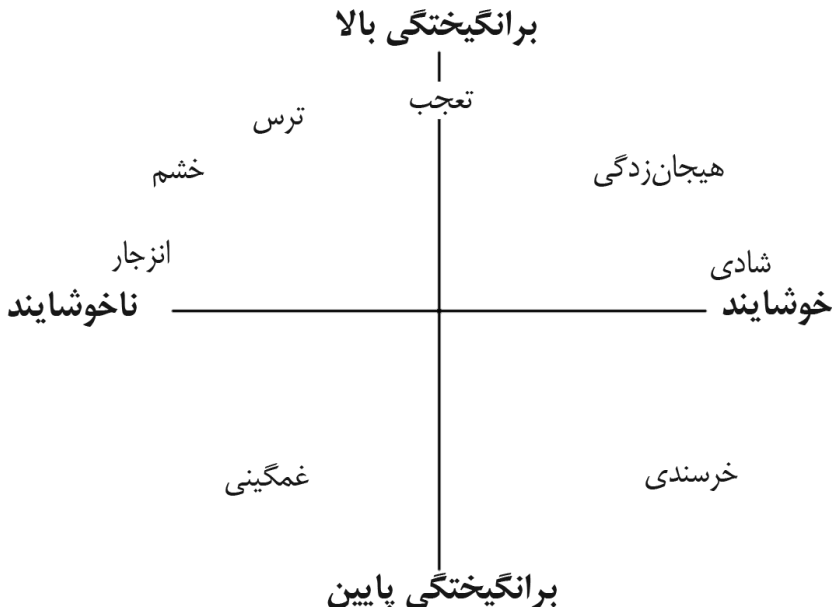 برانگیختگی بالا
تعجب
ترس
هیجان‌زدگی
خشم
شادی
انزجار
خوشایند
ناخوشایند
خرسندی
غمگینی
برانگیختگی پایین